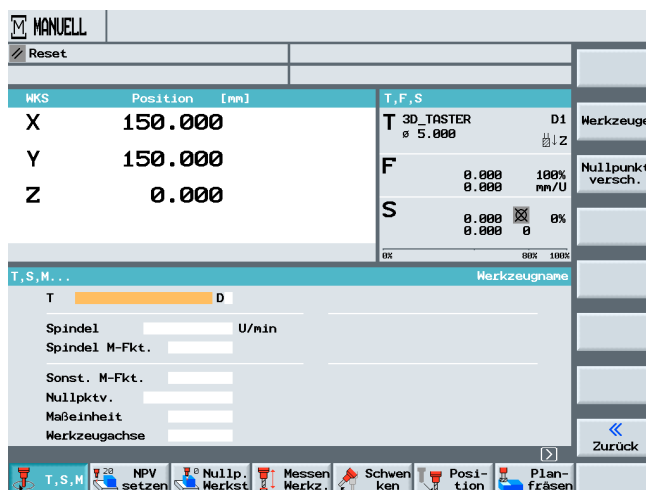 M MANUELL
Reset
WKS Position [mm]
X 150.000
Y 150.000
Z 0.000
T,F,S
T 3D_TASTER D1
ø 5.000 ↓Z
F 0.000 100%
0.000 mm/U
S 0.000 0%
0.000 0
0% 80% 100%
T,S,M... Werkzeugname
T D
Spindel U/min
Spindel M-Fkt.
Sonst. M-Fkt.
Nullpktv.
Maßeinheit
Werkzeugachse
Werkzeuge
Nullpunkt
versch.
«
Zurück
T,S,M
20 NPV
setzen
0 Nullp.
Werkst
Messen
Werkz.
Schwen
ken
Posi-
tion
Plan-
fräsen